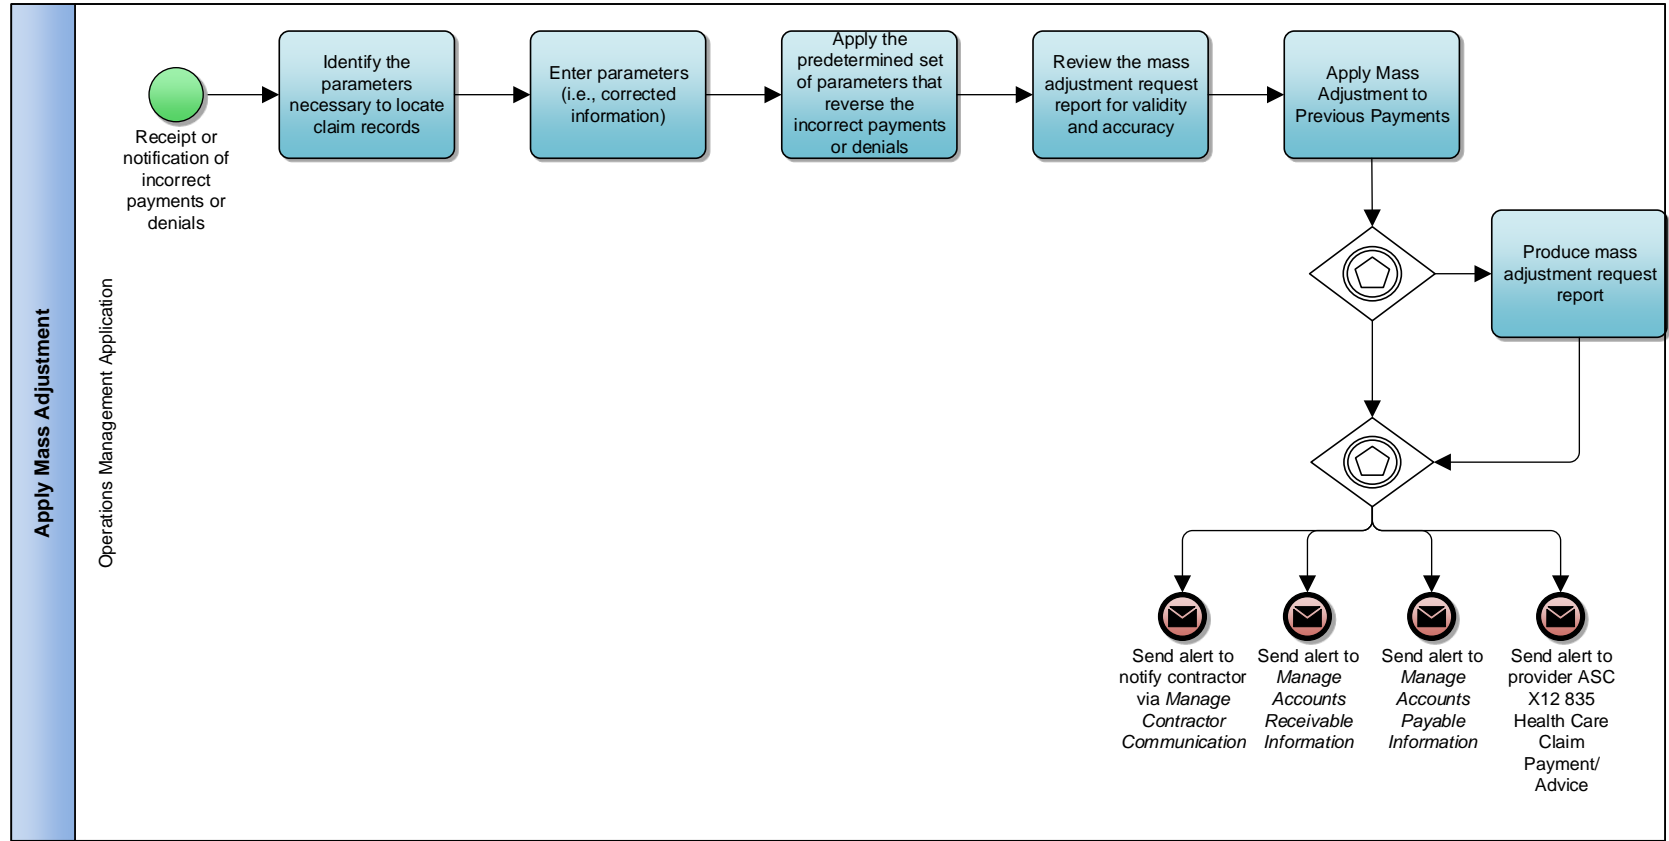 Apply Mass Adjustment
Operations Management Application
Receipt or
notification of
incorrect
payments or
denials
Identify the
parameters
necessary to locate
claim records
Enter parameters
(i.e., corrected
information)
Apply the
predetermined set
of parameters that
reverse the
incorrect payments
or denials
Review the mass
adjustment request
report for validity
and accuracy
Apply Mass
Adjustment to
Previous Payments
Produce mass
adjustment request
report
Send alert to
notify contractor
via Manage
Contractor
Communication
Send alert to
Manage
Accounts
Receivable
Information
Send alert to
Manage
Accounts
Payable
Information
Send alert to
provider ASC
X12 835
Health Care
Claim
Payment/
Advice